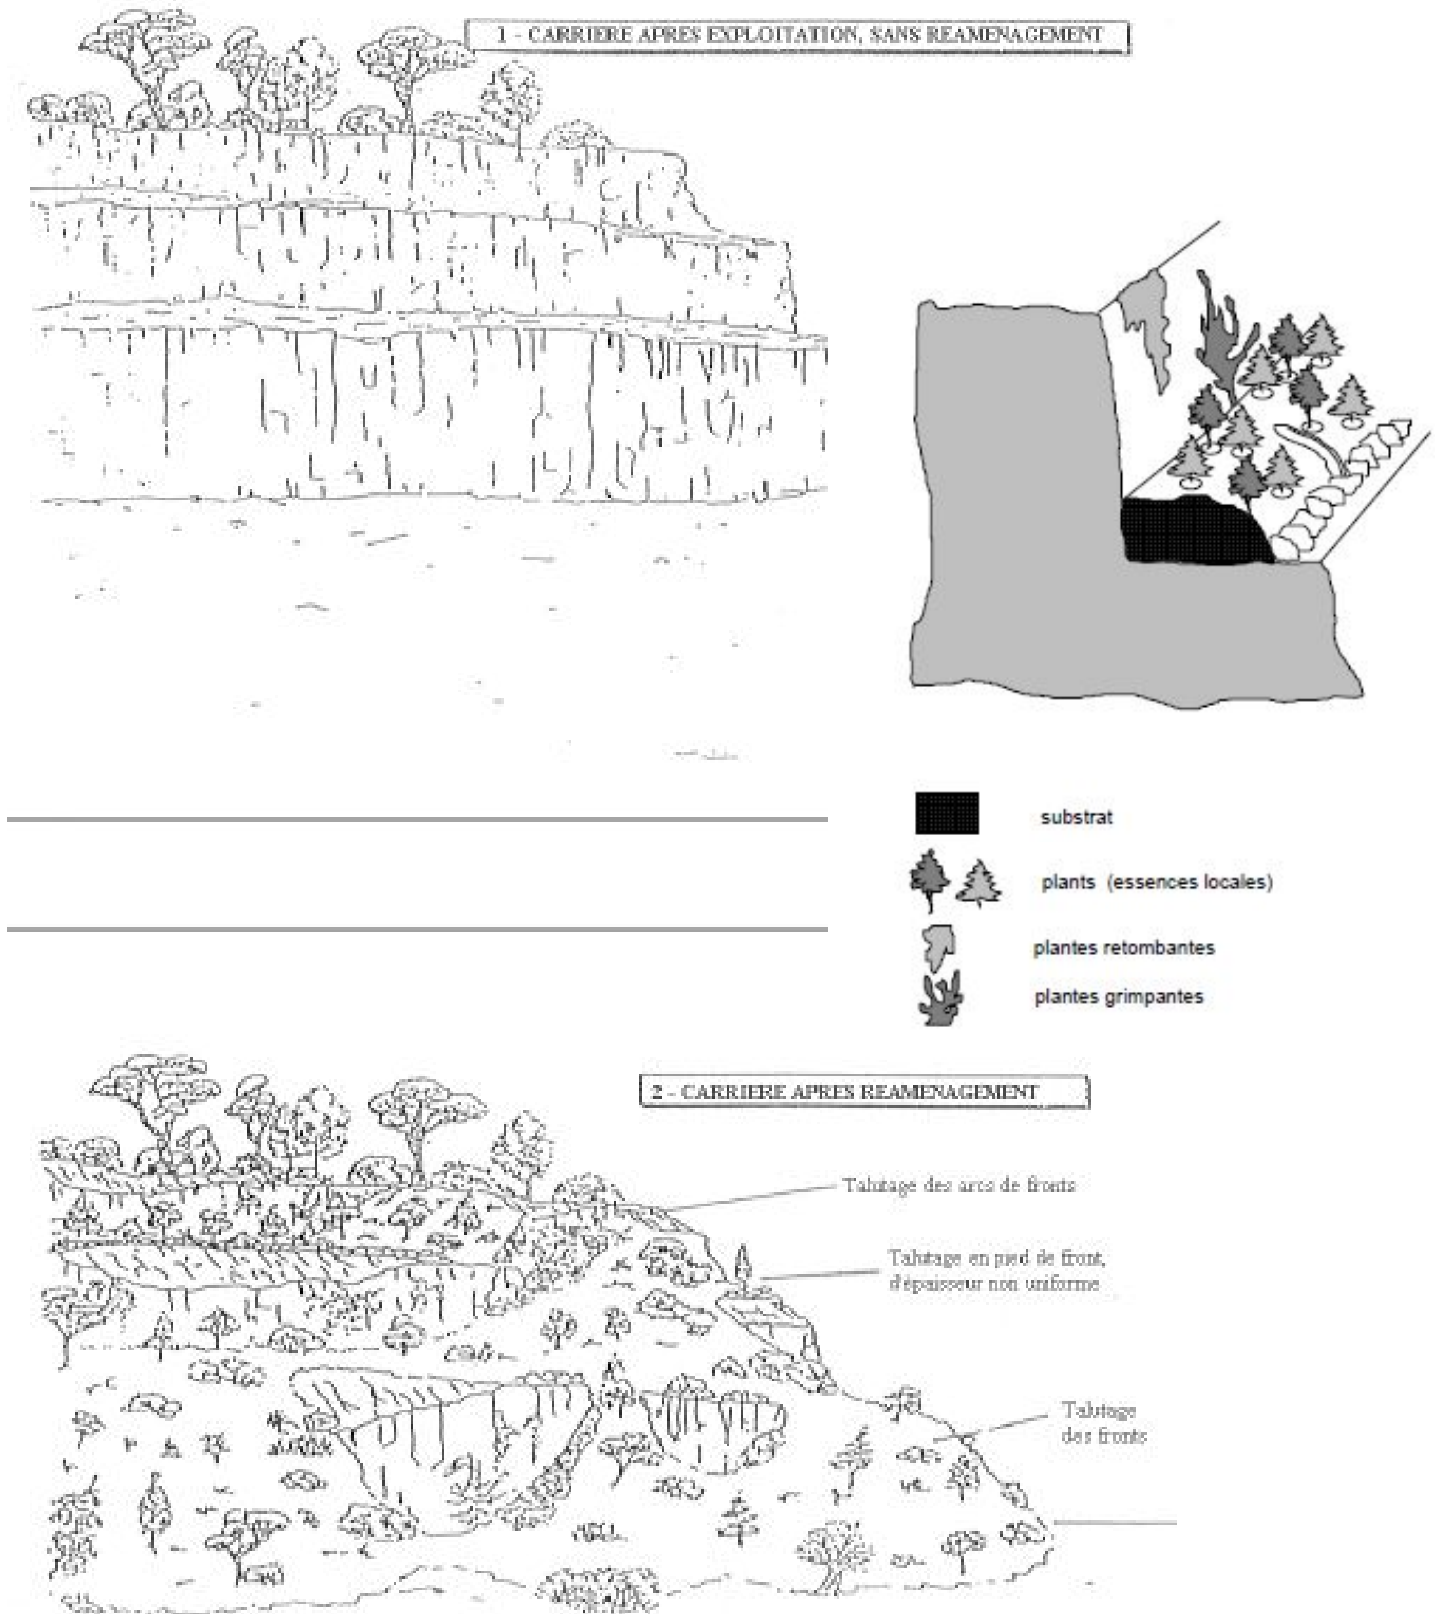 1 - CARRIERE APRES EXPLOITATION, SANS REAMENAGEMENT
substrat
plants (essences locales)
plantes retombantes
plantes grimpantes
2 - CARRIERE APRES REAMENAGEMENT
Talutage des arcs de fronts
Talutage en pied de front,
d'épaisseur non uniforme
Talutage
des fronts